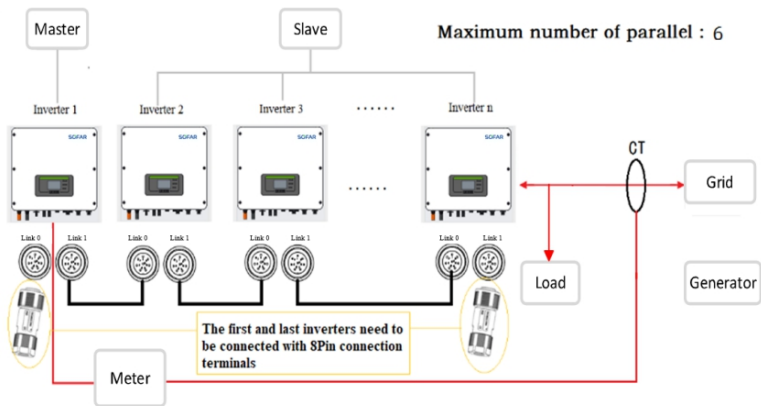 Master
Slave
Maximum number of parallel : 6
Inverter 1
Inverter 2
Inverter 3
......
Inverter n
SOFAR
SOFAR
SOFAR
SOFAR
......
CT
Grid
Link 0
Link 1
Link 0
Link 1
Link 0
Link 1
Link 0
Link 1
Load
Generator
The first and last inverters need to
be connected with 8Pin connection
terminals
Meter